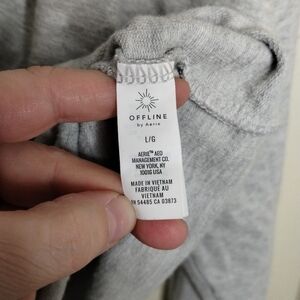 OFFLINE
by Aerie
L/G
AERIE™ AEO
MANAGEMENT CO.
NEW YORK, NY
10016 USA
MADE IN VIETNAM
FABRIQUÉ AU
VIETNAM
RN 54485 CA 03873